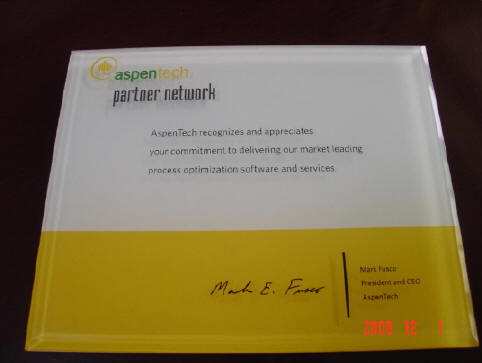 aspentech
partner network
AspenTech recognizes and appreciates
your commitment to delivering our market leading
process optimization software and services
Mark E. Fusco
Mark Fusco
President and CEO
AspenTech
2008 12 1